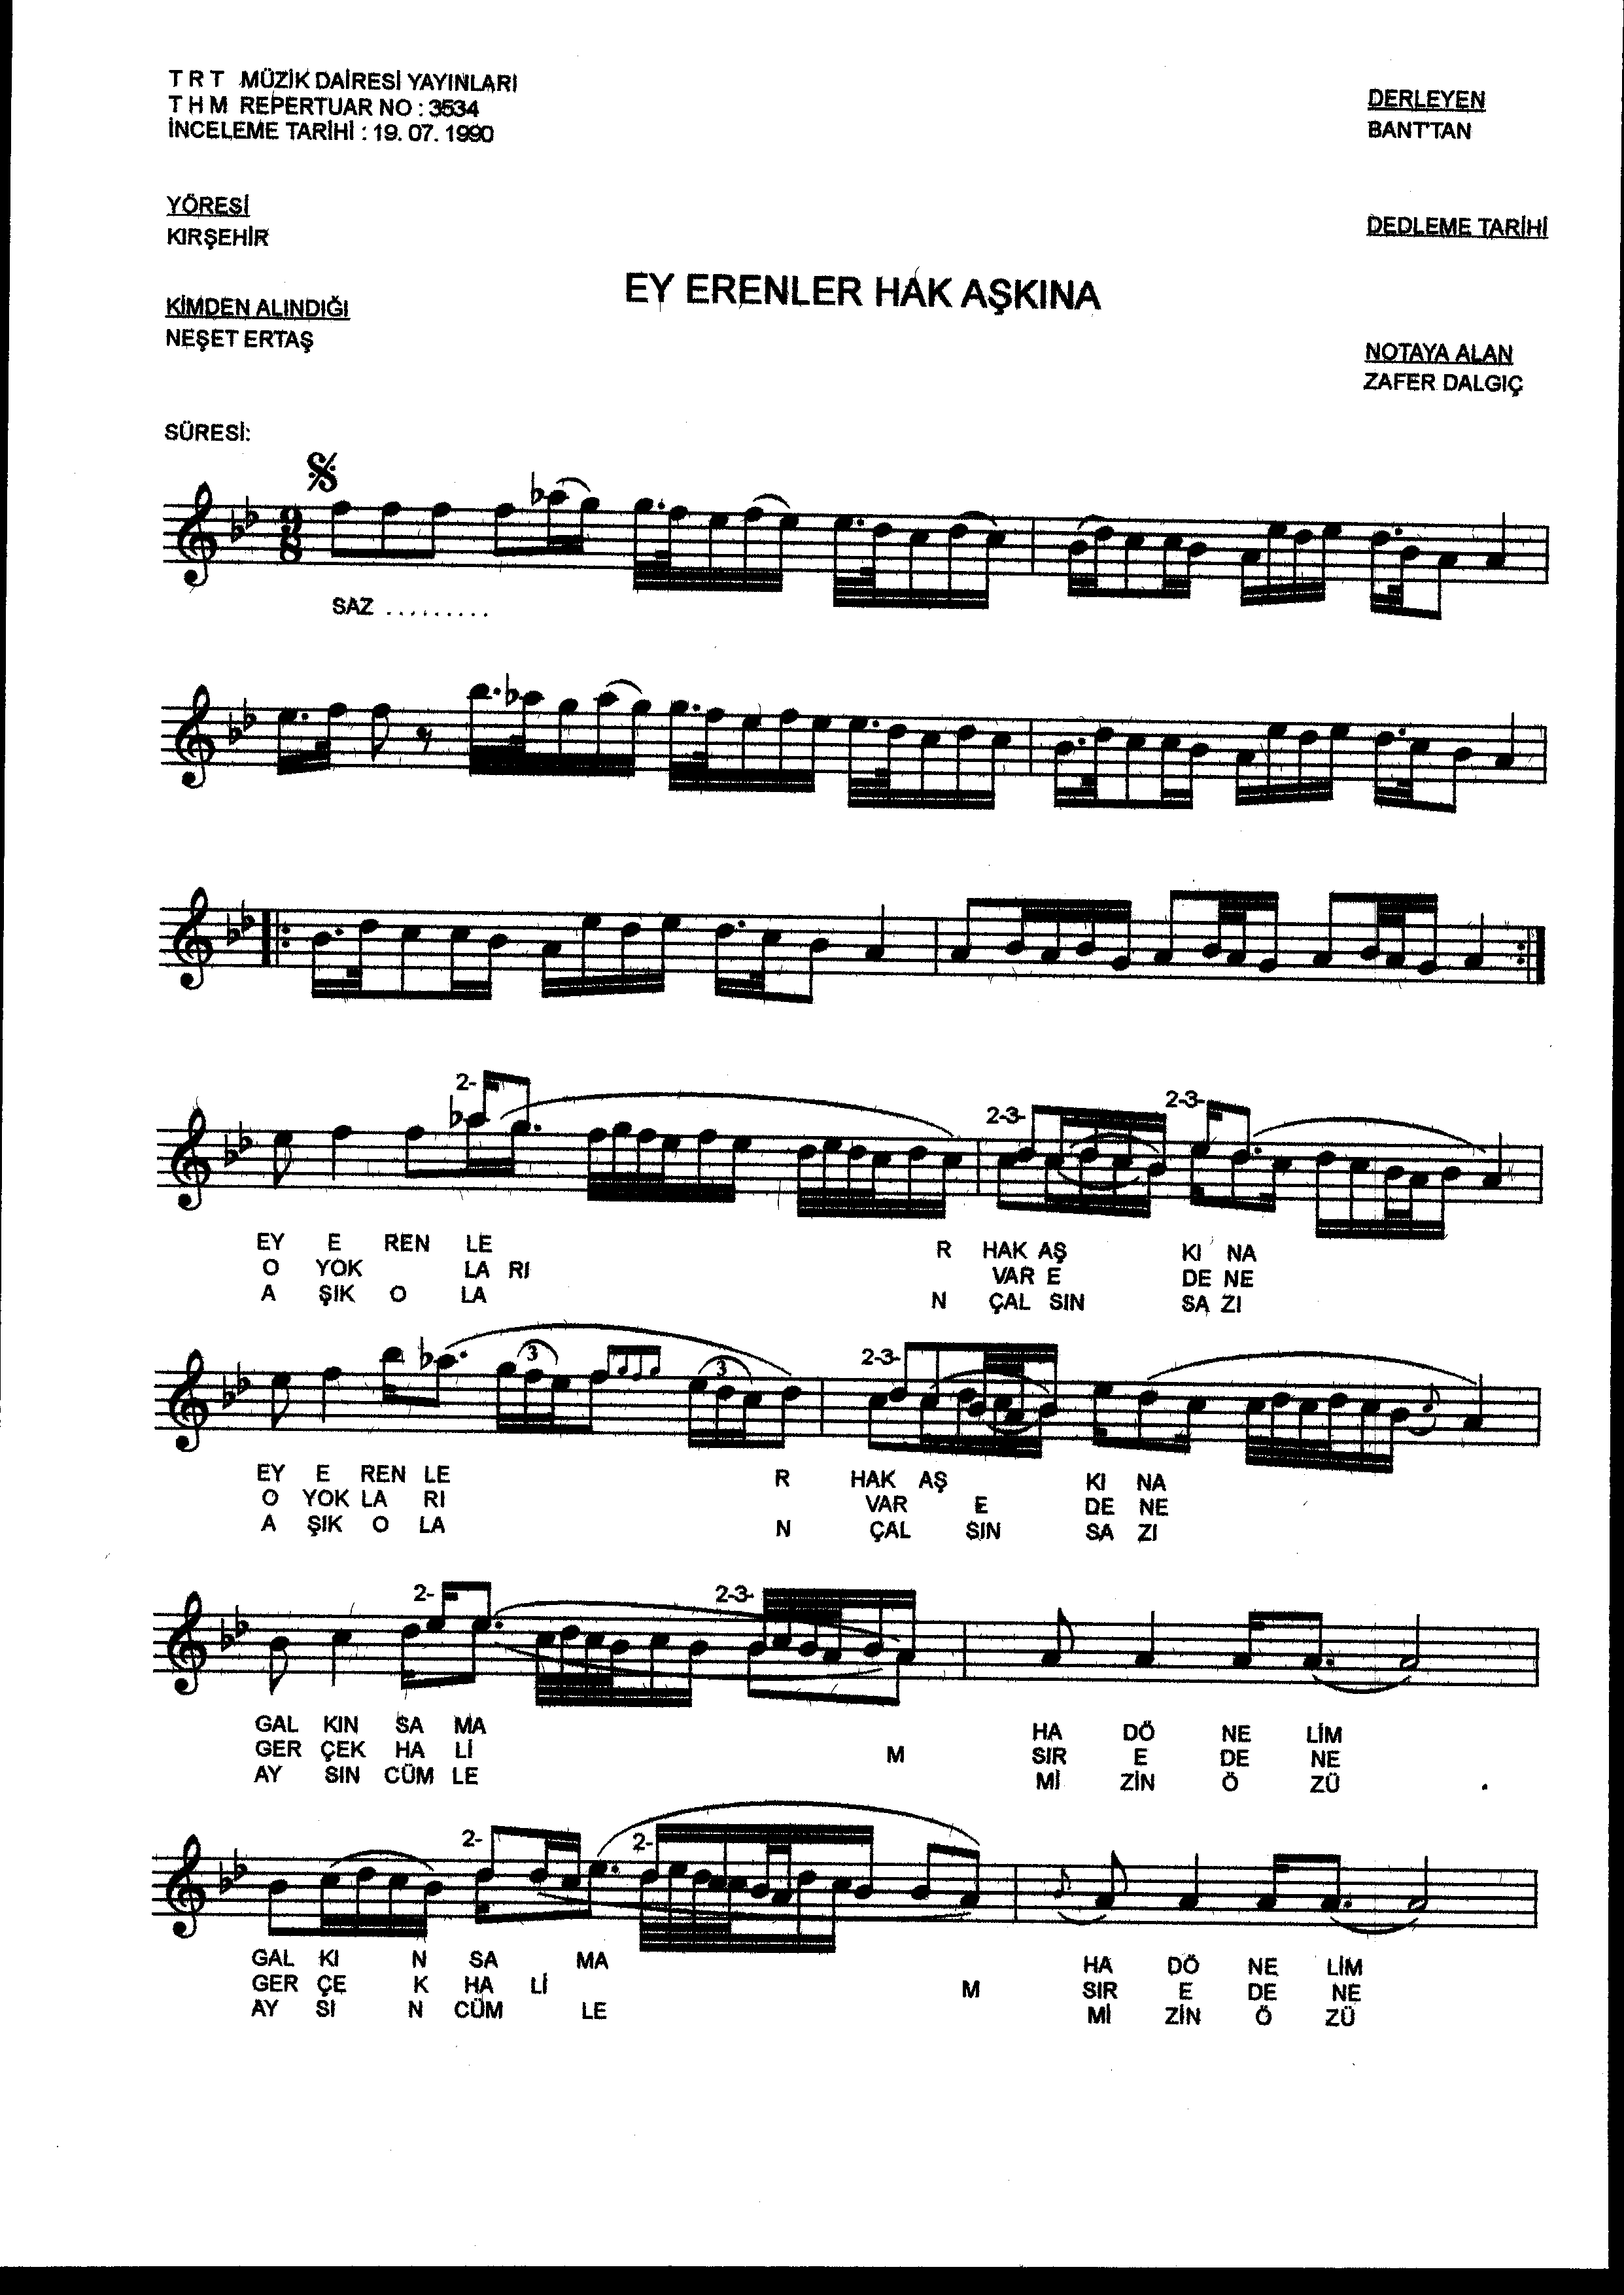 T R T MÜZİK DAİRESİ YAYINLARI
T H M REPERTUAR NO : 3534
İNCELEME TARİHİ : 19. 07. 1990
DERLEYEN
BANT'TAN
YÖRESİ
KIRŞEHİR
DEDLEME TARİHİ
EY ERENLER HAK AŞKINA
KİMDEN ALINDIĞI
NEŞET ERTAŞ
NOTAYA ALAN
ZAFER DALGIÇ
SÜRESİ:
9
8
SAZ . . . . . . . . .
2- 2-3- 2-3-
EY E REN LE R HAK AŞ KI NA
O YOK LA RI VAR E DE NE
A ŞIK O LA N ÇAL SIN SA ZI
3 3 2-3-
EY E REN LE R HAK AŞ KI NA
O YOK LA RI VAR E DE NE
A ŞIK O LA N ÇAL SIN SA ZI
2- 2-3-
GAL KIN SA MA HA DÖ NE LİM
GER ÇEK HA Lİ M SIR E DE NE
AY SIN CÜM LE Mİ ZİN Ö ZÜ
2- 2-
GAL KI N SA MA HA DÖ NE LİM
GER ÇE K HA Lİ M SIR E DE NE
AY SI N CÜM LE Mİ ZİN Ö ZÜ